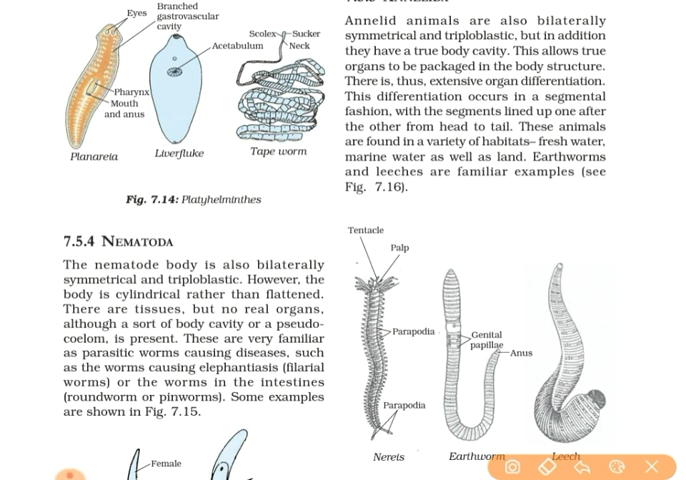 Eyes
Branched
gastrovascular
cavity
Acetabulum
Scolex
Sucker
Neck
Pharynx
Mouth
and anus
Planareia
Liverfluke
Tape worm
Fig. 7.14: Platyhelminthes
7.5.4 NEMATODA
The nematode body is also bilaterally
symmetrical and triploblastic. However, the
body is cylindrical rather than flattened.
There are tissues, but no real organs,
although a sort of body cavity or a pseudo-
coelom, is present. These are very familiar
as parasitic worms causing diseases, such
as the worms causing elephantiasis (filarial
worms) or the worms in the intestines
(roundworm or pinworms). Some examples
are shown in Fig. 7.15.
Female
Annelid animals are also bilaterally
symmetrical and triploblastic, but in addition
they have a true body cavity. This allows true
organs to be packaged in the body structure.
There is, thus, extensive organ differentiation.
This differentiation occurs in a segmental
fashion, with the segments lined up one after
the other from head to tail. These animals
are found in a variety of habitats– fresh water,
marine water as well as land. Earthworms
and leeches are familiar examples (see
Fig. 7.16).
Tentacle
Palp
Parapodia
Genital
papillae
Anus
Parapodia
Nereis
Earthworm
Leech